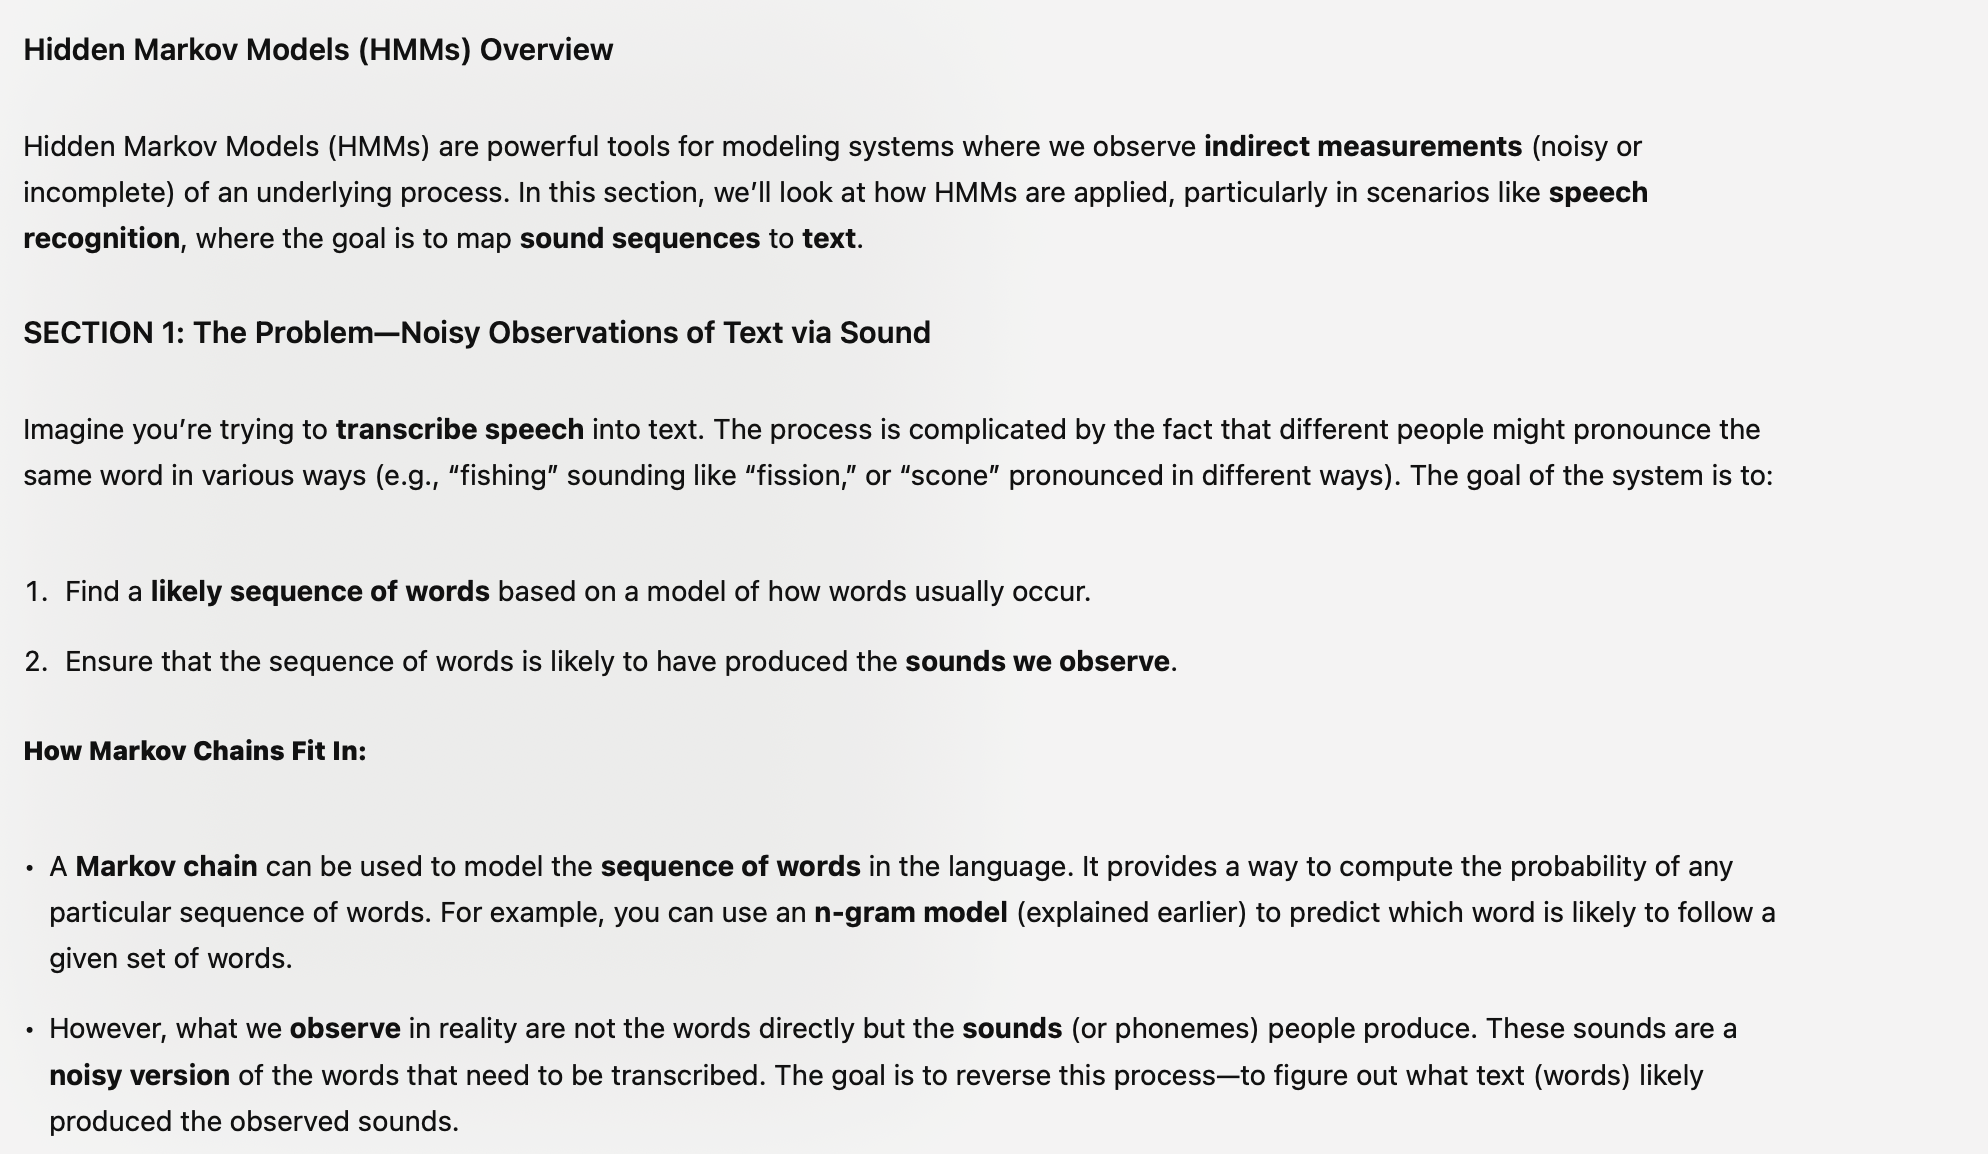 Hidden Markov Models (HMMs) Overview
Hidden Markov Models (HMMs) are powerful tools for modeling systems where we observe indirect measurements (noisy or
incomplete) of an underlying process. In this section, we’ll look at how HMMs are applied, particularly in scenarios like speech
recognition, where the goal is to map sound sequences to text.
SECTION 1: The Problem—Noisy Observations of Text via Sound
Imagine you’re trying to transcribe speech into text. The process is complicated by the fact that different people might pronounce the
same word in various ways (e.g., “fishing” sounding like “fission,” or “scone” pronounced in different ways). The goal of the system is to:
1. Find a likely sequence of words based on a model of how words usually occur.
2. Ensure that the sequence of words is likely to have produced the sounds we observe.
How Markov Chains Fit In:
• A Markov chain can be used to model the sequence of words in the language. It provides a way to compute the probability of any
particular sequence of words. For example, you can use an n-gram model (explained earlier) to predict which word is likely to follow a
given set of words.
• However, what we observe in reality are not the words directly but the sounds (or phonemes) people produce. These sounds are a
noisy version of the words that need to be transcribed. The goal is to reverse this process—to figure out what text (words) likely
produced the observed sounds.